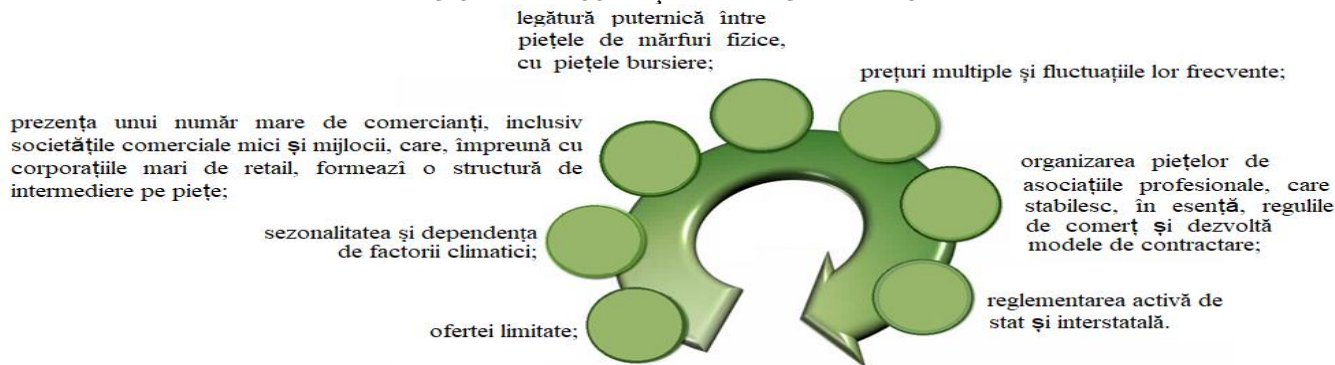 legătură puternică între
piețele de mărfuri fizice,
cu piețele bursiere;
prețuri multiple și fluctuațiile lor frecvente;
prezența unui număr mare de comercianți, inclusiv
societățile comerciale mici și mijlocii, care, împreună cu
corporațiile mari de retail, formeazî o structură de
intermediere pe piețe;
organizarea piețelor de
asociațiile profesionale, care
stabilesc, în esență, regulile
de comerț și dezvoltă
modele de contractare;
sezonalitatea și dependența
de factorii climatici;
ofertei limitate;
reglementarea activă de
stat și interstatală.